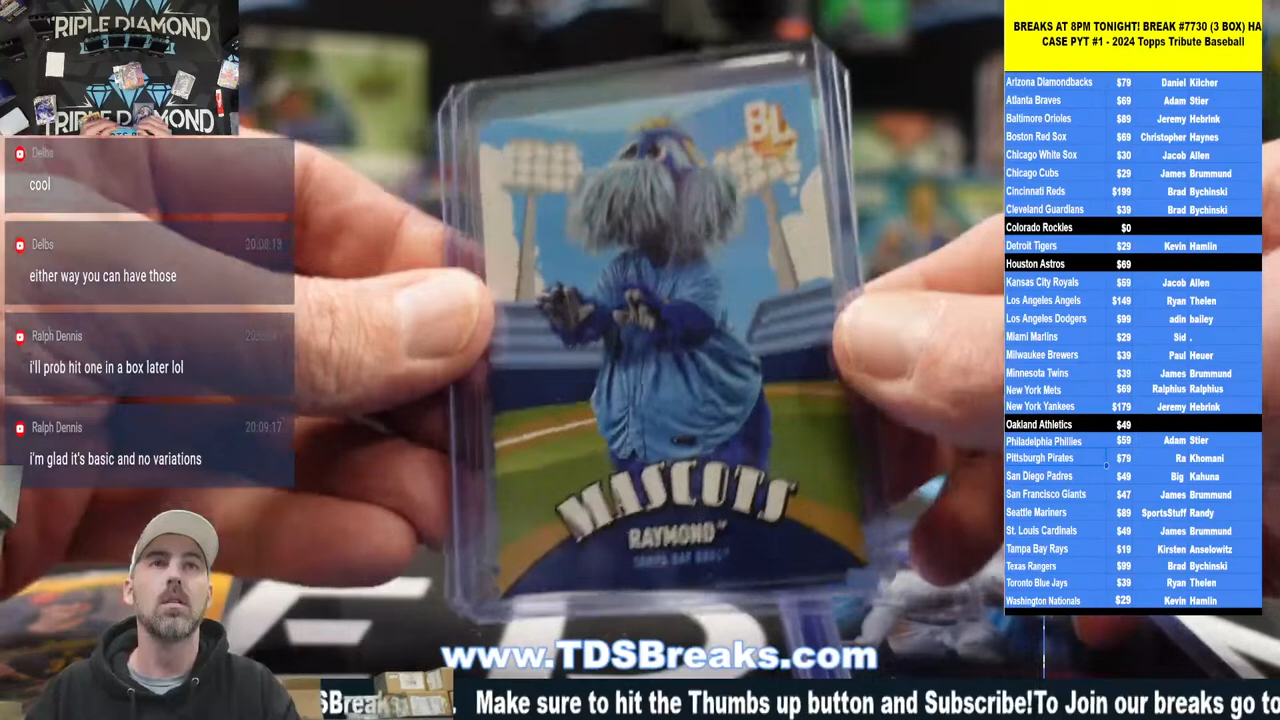 TRIPLE DIAMOND
TRIPLE DIAMOND
Delbs
cool
Delbs 20:08:13
either way you can have those
Ralph Dennis
i'll prob hit one in a box later lol
Ralph Dennis 20:09:17
i'm glad it's basic and no variations
BL
MASCOTS
RAYMOND™
TAMPA BAY RAYS™
BREAKS AT 8PM TONIGHT! BREAK #7730 (3 BOX) HA
CASE PYT #1 - 2024 Topps Tribute Baseball
Arizona Diamondbacks $79 Daniel Kilcher
Atlanta Braves $69 Adam Stier
Baltimore Orioles $89 Jeremy Hebrink
Boston Red Sox $69 Christopher Haynes
Chicago White Sox $30 Jacob Allen
Chicago Cubs $29 James Brummund
Cincinnati Reds $199 Brad Bychinski
Cleveland Guardians $39 Brad Bychinski
Colorado Rockles $0
Detroit Tigers $29 Kevin Hamlin
Houston Astros $69
Kansas City Royals $59 Jacob Allen
Los Angeles Angels $149 Ryan Thelen
Los Angeles Dodgers $99 adin bailey
Miami Marlins $29 Sid .
Milwaukee Brewers $39 Paul Heuer
Minnesota Twins $39 James Brummund
New York Mets $69 Ralphius Ralphius
New York Yankees $179 Jeremy Hebrink
Oakland Athletics $49
Philadelphia Phillies $59 Adam Stier
Pittsburgh Pirates $79 Ra Khomani
San Diego Padres $49 Big Kahuna
San Francisco Giants $47 James Brummund
Seattle Mariners $89 SportsStuff Randy
St. Louis Cardinals $49 James Brummund
Tampa Bay Rays $19 Kirsten Anselowitz
Texas Rangers $99 Brad Bychinski
Toronto Blue Jays $39 Ryan Thelen
Washington Nationals $29 Kevin Hamlin
www.TDSBreaks.com
SBreaks. Make sure to hit the Thumbs up button and Subscribe!To Join our breaks go to